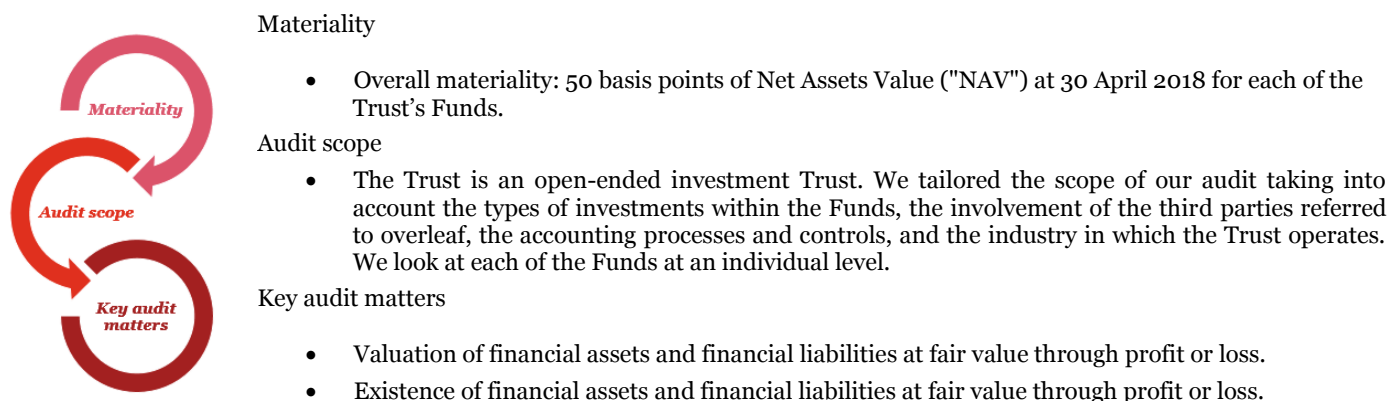 Materiality
• Overall materiality: 50 basis points of Net Assets Value ("NAV") at 30 April 2018 for each of the
Trust's Funds.
Audit scope
• The Trust is an open-ended investment Trust. We tailored the scope of our audit taking into
account the types of investments within the Funds, the involvement of the third parties referred
to overleaf, the accounting processes and controls, and the industry in which the Trust operates.
We look at each of the Funds at an individual level.
Key audit matters
• Valuation of financial assets and financial liabilities at fair value through profit or loss.
• Existence of financial assets and financial liabilities at fair value through profit or loss.
Materiality
Audit scope
Key audit
matters